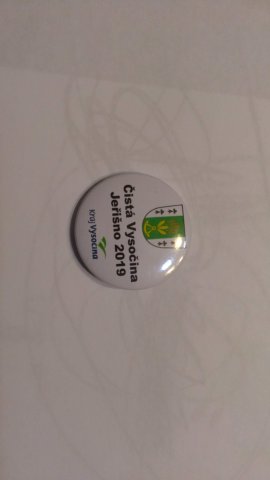 Čistá Vysočina
Jeřišno 2019
Kraj Vysočina